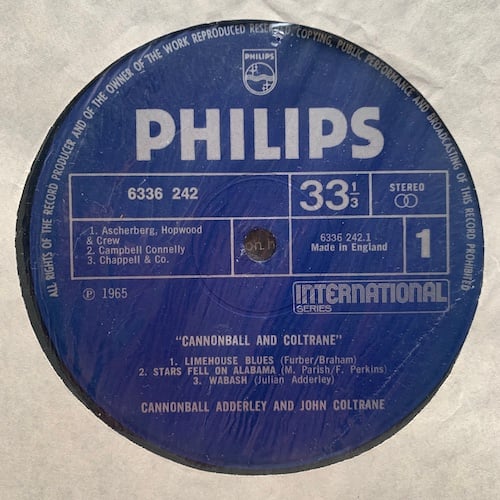 ALL RIGHTS OF THE RECORD PRODUCER AND OF THE OWNER OF THE WORK REPRODUCED RESERVED. COPYING, PUBLIC PERFORMANCE AND BROADCASTING OF THIS RECORD PROHIBITED
PHILIPS
PHILIPS
6336 242
33 1/3
STEREO
1. Ascherberg, Hopwood
& Crew
2. Campbell Connelly
3. Chappell & Co.
6336 242.1
Made in England
1
Ⓟ 1965
INTERNATIONAL
SERIES
"CANNONBALL AND COLTRANE"
1. LIMEHOUSE BLUES (Furber/Braham)
2. STARS FELL ON ALABAMA (M. Parish/F. Perkins)
3. WABASH (Julian Adderley)
CANNONBALL ADDERLEY AND JOHN COLTRANE